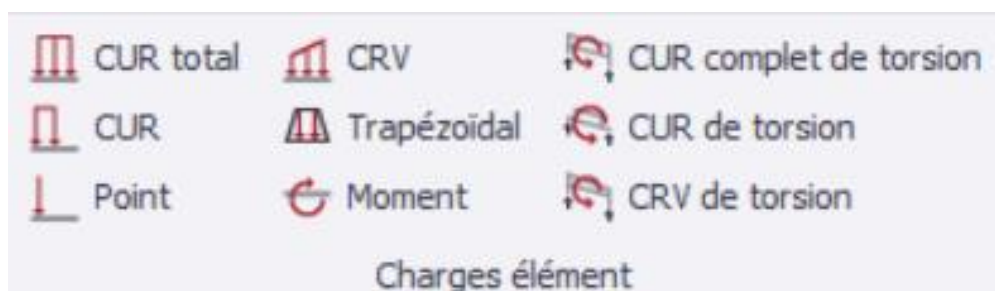 CUR total CRV CUR complet de torsion
CUR Trapézoïdal CUR de torsion
Point Moment CRV de torsion
Charges élément